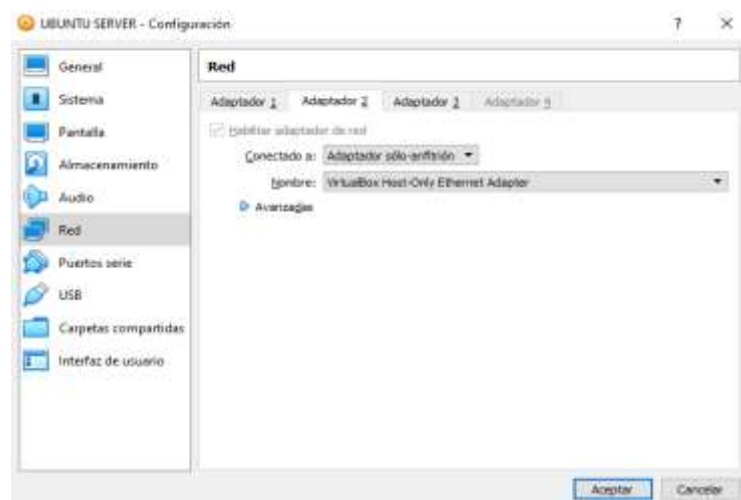 UBUNTU SERVER - Configuración
? ×
General
Sistema
Pantalla
Almacenamiento
Audio
Red
Puertos serie
USB
Carpetas compartidas
Interfaz de usuario
Red
Adaptador 1 Adaptador 2 Adaptador 3 Adaptador 4
Habilitar adaptador de red
Conectado a: Adaptador sólo-anfitrión
Nombre: VirtualBox Host-Only Ethernet Adapter
Avanzadas
Aceptar Cancelar